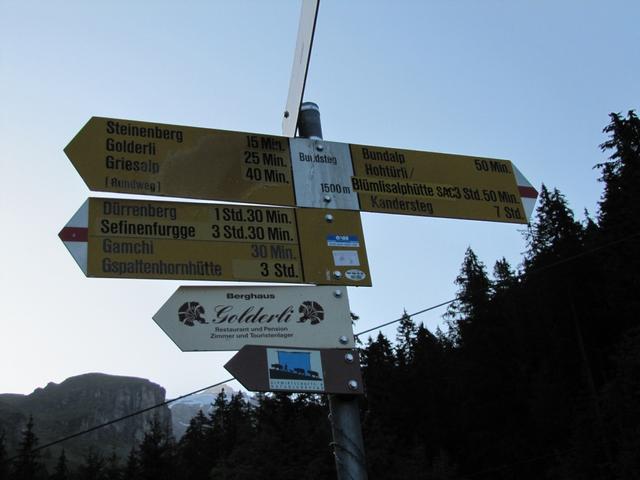 Steinenberg 15 Min.
Golderli 25 Min.
Griesalp 40 Min.
[Rundweg]
Bundsteg
1500 m
Bundalp 50 Min.
Hohtürli/
Blümlisalphütte SAC 3 Std. 50 Min.
Kandersteg 7 Std
Dürrenberg 1 Std. 30 Min.
Sefinenfurgge 3 Std. 30 Min.
Gamchi 30 Min.
Gspaltenhornhütte 3 Std.
Berghaus
Golderli
Restaurant und Pension
Zimmer und Touristenlager